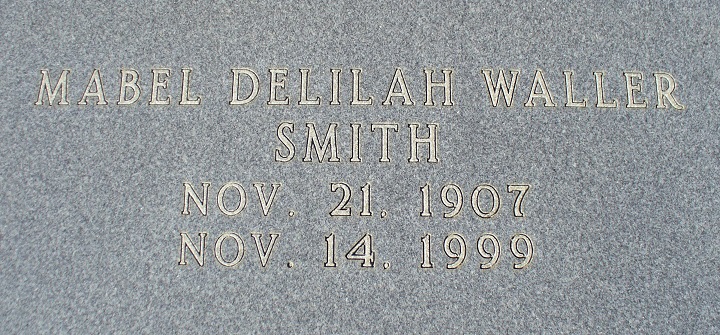 MABEL DELILAH WALLER
SMITH
NOV. 21, 1907
NOV. 14, 1999